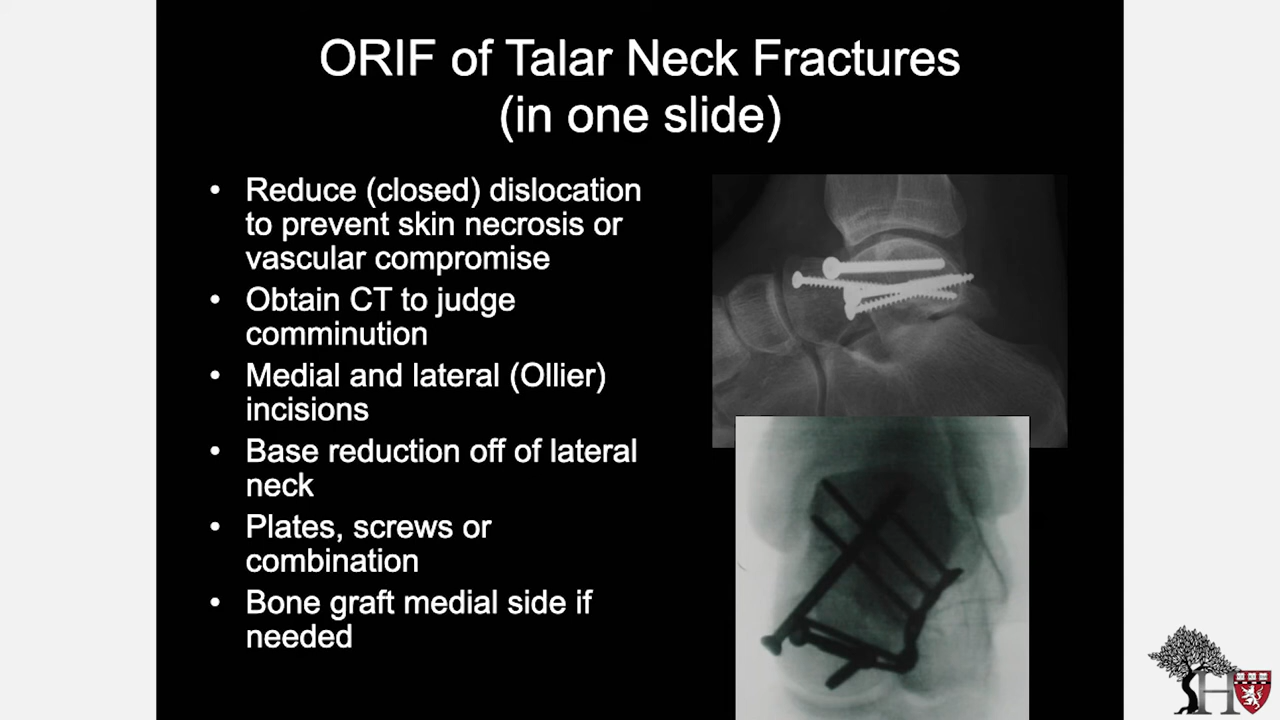 ORIF of Talar Neck Fractures
(in one slide)
• Reduce (closed) dislocation
to prevent skin necrosis or
vascular compromise
• Obtain CT to judge
comminution
• Medial and lateral (Ollier)
incisions
• Base reduction off of lateral
neck
• Plates, screws or
combination
• Bone graft medial side if
needed
H